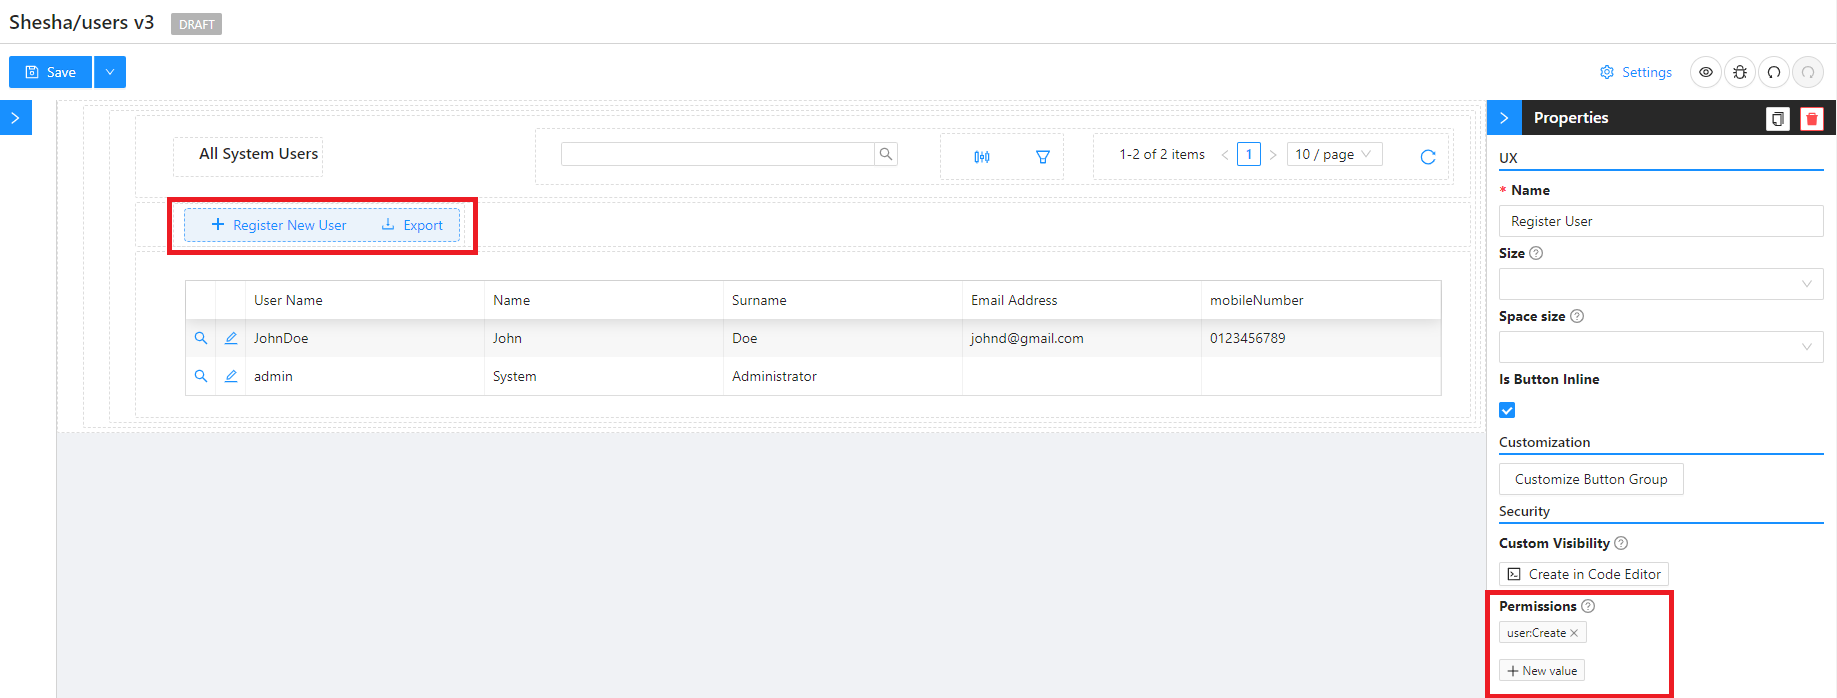 Shesha/users v3 DRAFT
Save
Settings
Properties
All System Users
1-2 of 2 items 1 10 / page
Register New User Export
User Name Name Surname Email Address mobileNumber
JohnDoe John Doe johnd@gmail.com 0123456789
admin System Administrator
UX
* Name
Register User
Size
Space size
Is Button Inline
Customization
Customize Button Group
Security
Custom Visibility
Create in Code Editor
Permissions
user:Create
New value